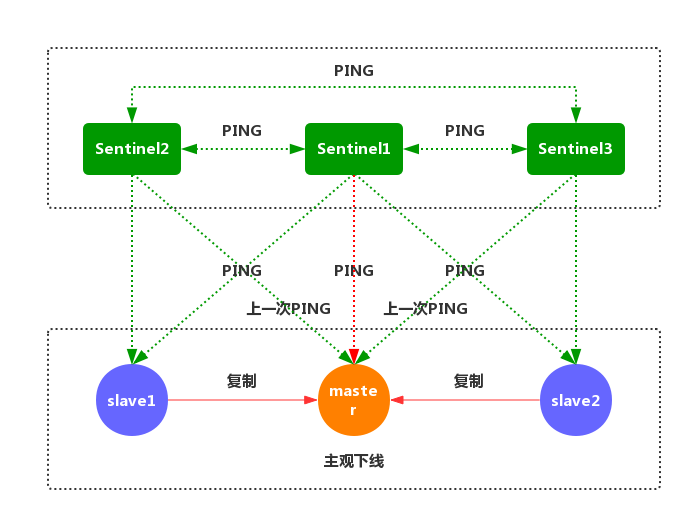 PING
PING
PING
Sentinel2
Sentinel1
Sentinel3
PING
PING
PING
上一次PING
上一次PING
复制
复制
slave1
maste
r
slave2
主观下线